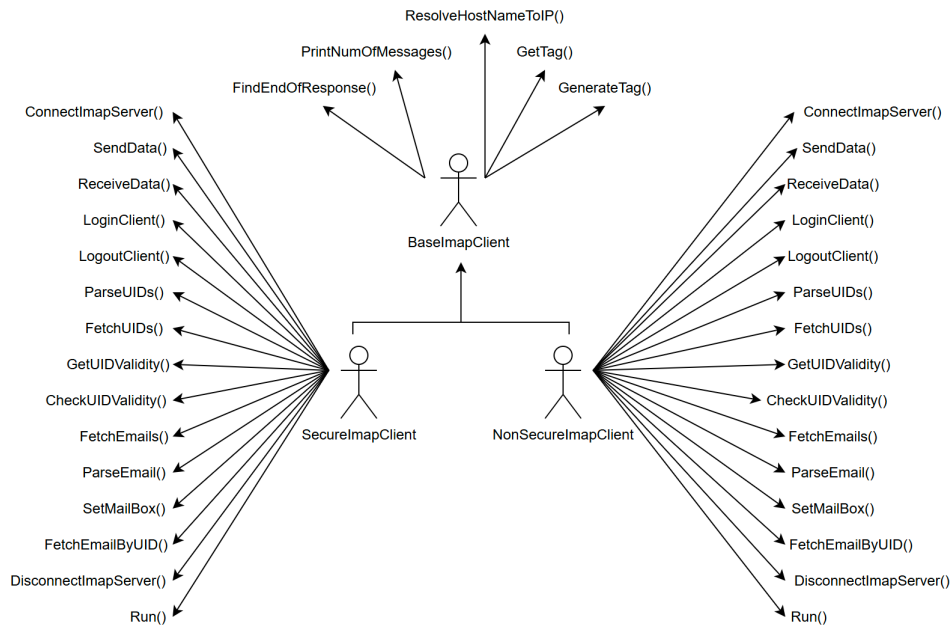 ResolveHostNameToIP()
PrintNumOfMessages()
GetTag()
FindEndOfResponse()
GenerateTag()
BaseImapClient
ConnectImapServer()
SendData()
ReceiveData()
LoginClient()
LogoutClient()
ParseUIDs()
FetchUIDs()
GetUIDValidity()
CheckUIDValidity()
FetchEmails()
ParseEmail()
SetMailBox()
FetchEmailByUID()
DisconnectImapServer()
Run()
SecureImapClient
NonSecureImapClient
ConnectImapServer()
SendData()
ReceiveData()
LoginClient()
LogoutClient()
ParseUIDs()
FetchUIDs()
GetUIDValidity()
CheckUIDValidity()
FetchEmails()
ParseEmail()
SetMailBox()
FetchEmailByUID()
DisconnectImapServer()
Run()